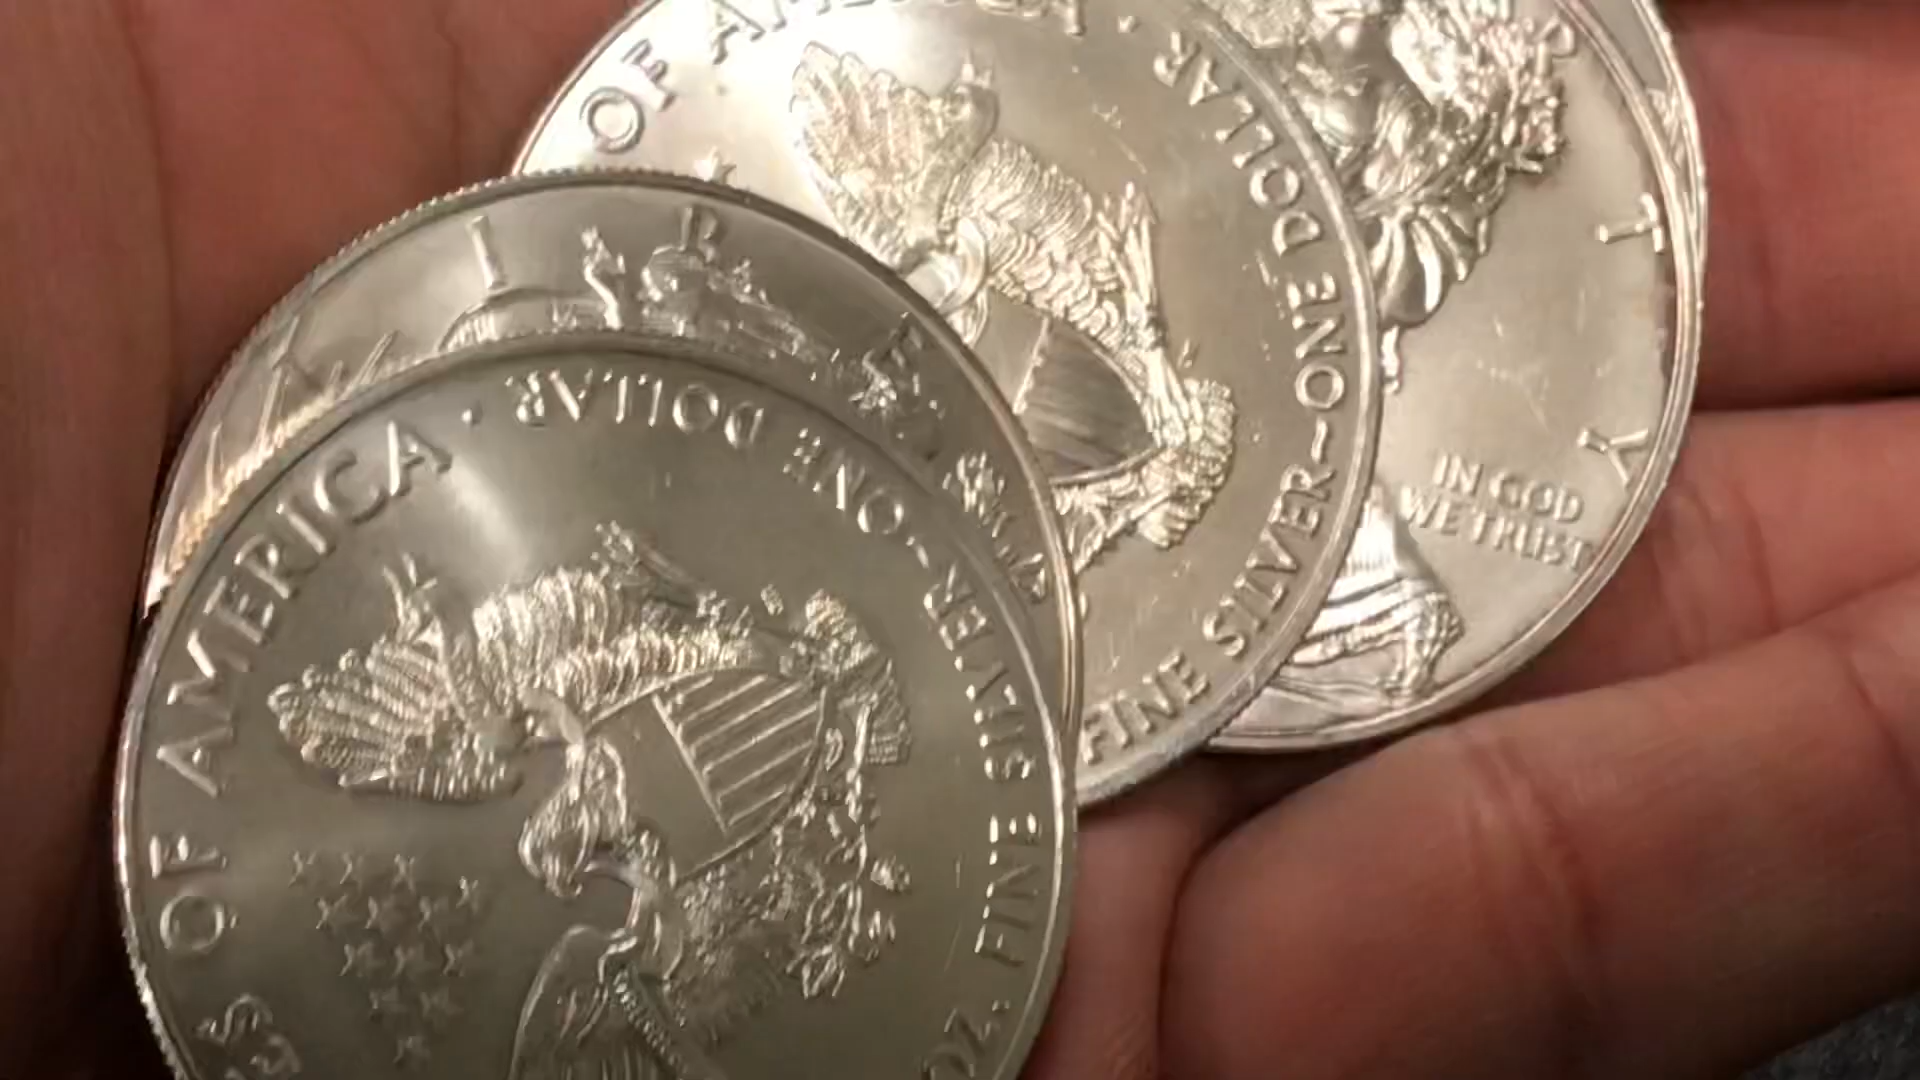 OF AMERICA · ONE DOLLAR
FINE SILVER~ONE DOLLAR
T Y
IN GOD
WE TRUST
I R
ES OF AMERICA ·
OZ. FINE SILVER~ONE DOLLAR